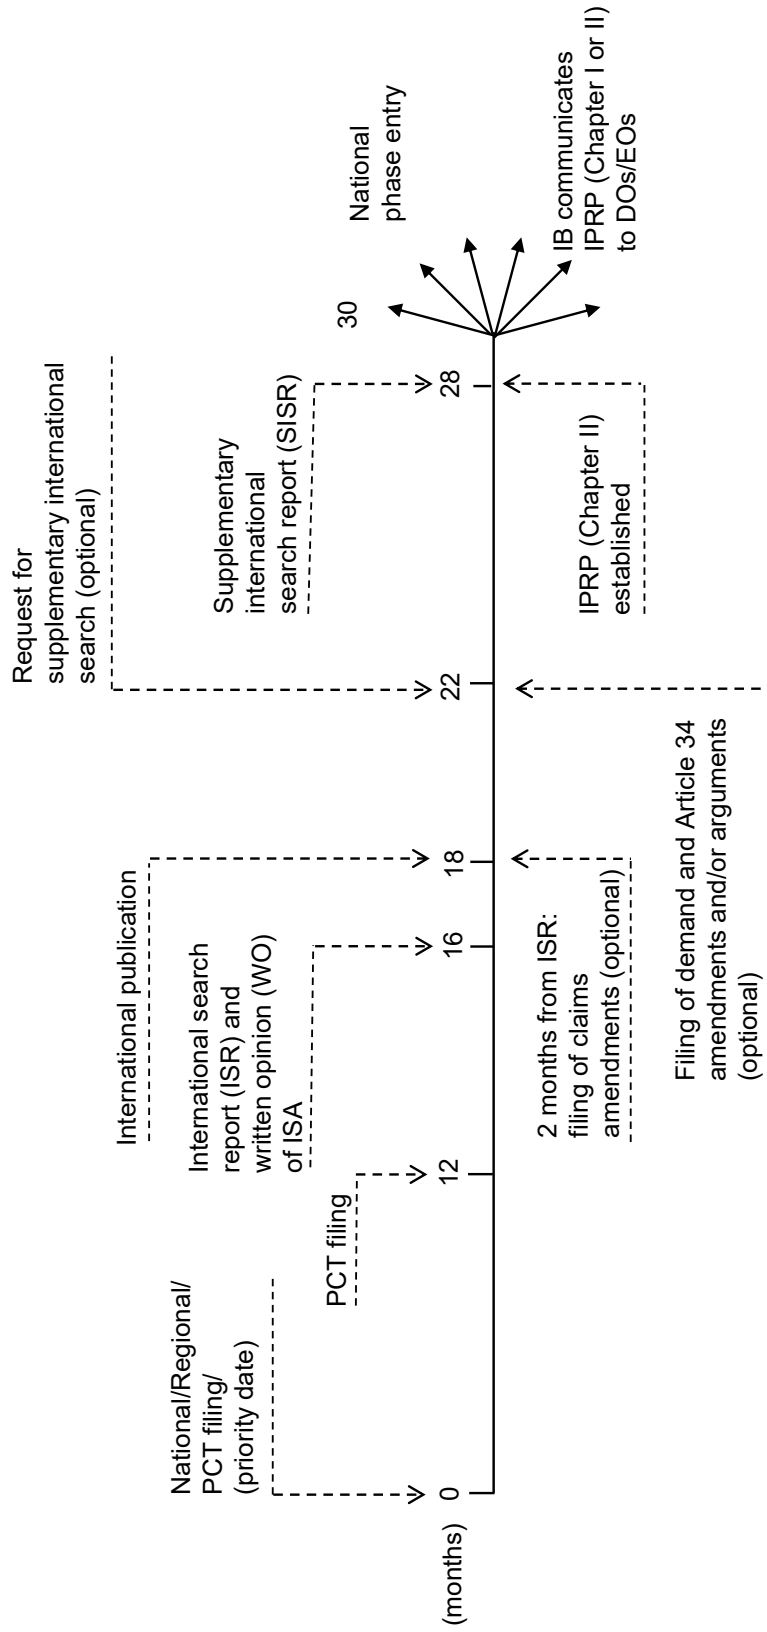 (months)
0
12
16
18
22
28
30
National/Regional/
PCT filing/
(priority date)
PCT filing
International search
report (ISR) and
written opinion (WO)
of ISA
International publication
2 months from ISR:
filing of claims
amendments (optional)
Request for
supplementary international
search (optional)
Filing of demand and Article 34
amendments and/or arguments
(optional)
Supplementary
international
search report (SISR)
IPRP (Chapter II)
established
National
phase entry
IB communicates
IPRP (Chapter I or II)
to DOs/EOs